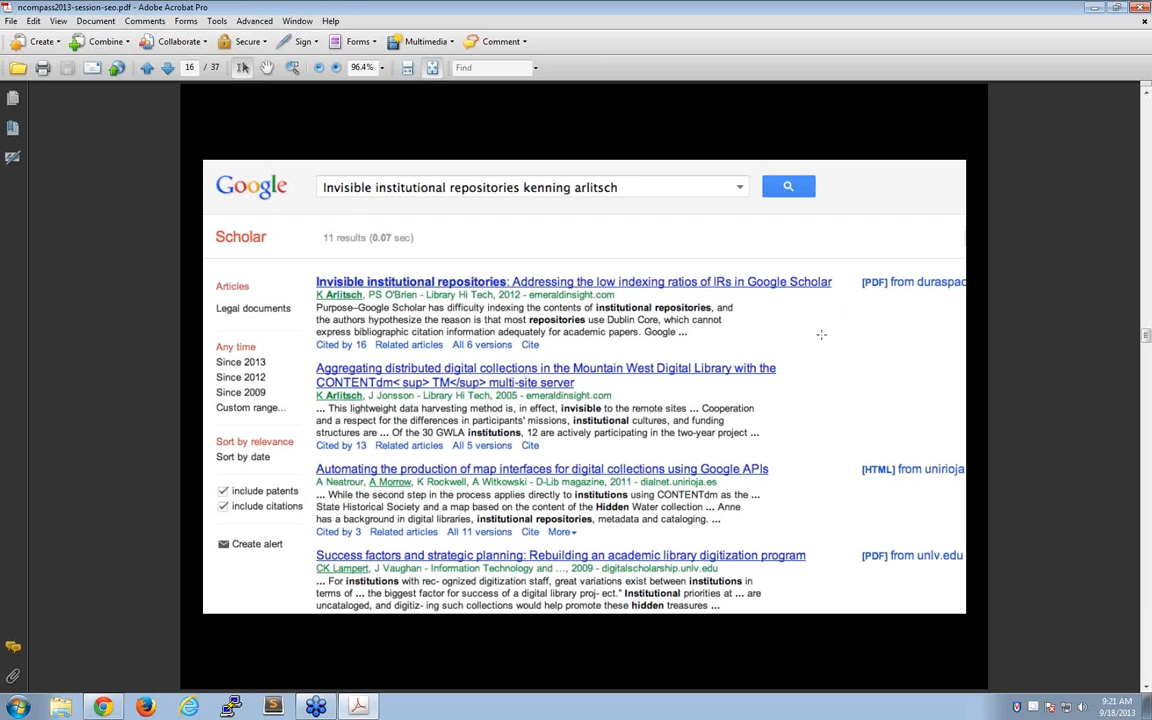 ncompass2013-session-seo.pdf - Adobe Acrobat Pro
File Edit View Document Comments Forms Tools Advanced Window Help
Create Combine Collaborate Secure Sign Forms Multimedia Comment
16 / 37 96.4% Find
Google
Invisible institutional repositories kenning arlitsch
Scholar
11 results (0.07 sec)
Articles
Legal documents
Any time
Since 2013
Since 2012
Since 2009
Custom range...
Sort by relevance
Sort by date
include patents
include citations
Create alert
Invisible institutional repositories: Addressing the low indexing ratios of IRs in Google Scholar
[PDF] from duraspac
K Arlitsch, PS O'Brien - Library Hi Tech, 2012 - emeraldinsight.com
Purpose–Google Scholar has difficulty indexing the contents of institutional repositories, and
the authors hypothesize the reason is that most repositories use Dublin Core, which cannot
express bibliographic citation information adequately for academic papers. Google ...
Cited by 16 Related articles All 6 versions Cite
Aggregating distributed digital collections in the Mountain West Digital Library with the
CONTENTdm< sup> TM</sup> multi-site server
K Arlitsch, J Jonsson - Library Hi Tech, 2005 - emeraldinsight.com
... This lightweight data harvesting method is, in effect, invisible to the remote sites ... Cooperation
and a respect for the differences in participants' missions, institutional cultures, and funding
structures are ... Of the 30 GWLA institutions, 12 are actively participating in the two-year project ...
Cited by 13 Related articles All 5 versions Cite
Automating the production of map interfaces for digital collections using Google APIs
[HTML] from unirioja
A Neatrour, A Morrow, K Rockwell, A Witkowski - D-Lib magazine, 2011 - dialnet.unirioja.es
... While the second step in the process applies directly to institutions using CONTENTdm as the ...
State Historical Society and a map based on the content of the Hidden Water collection ... Anne
has a background in digital libraries, institutional repositories, metadata and cataloging. ...
Cited by 3 Related articles All 11 versions Cite More
Success factors and strategic planning: Rebuilding an academic library digitization program
[PDF] from unlv.edu
CK Lampert, J Vaughan - Information Technology and ..., 2009 - digitalscholarship.unlv.edu
... For institutions with rec- ognized digitization staff, great variations exist between institutions in
terms of ... the biggest factor for success of a digital library proj- ect." Institutional priorities at ... are
uncataloged, and digitiz- ing such collections would help promote these hidden treasures ...
9:21 AM
9/18/2013